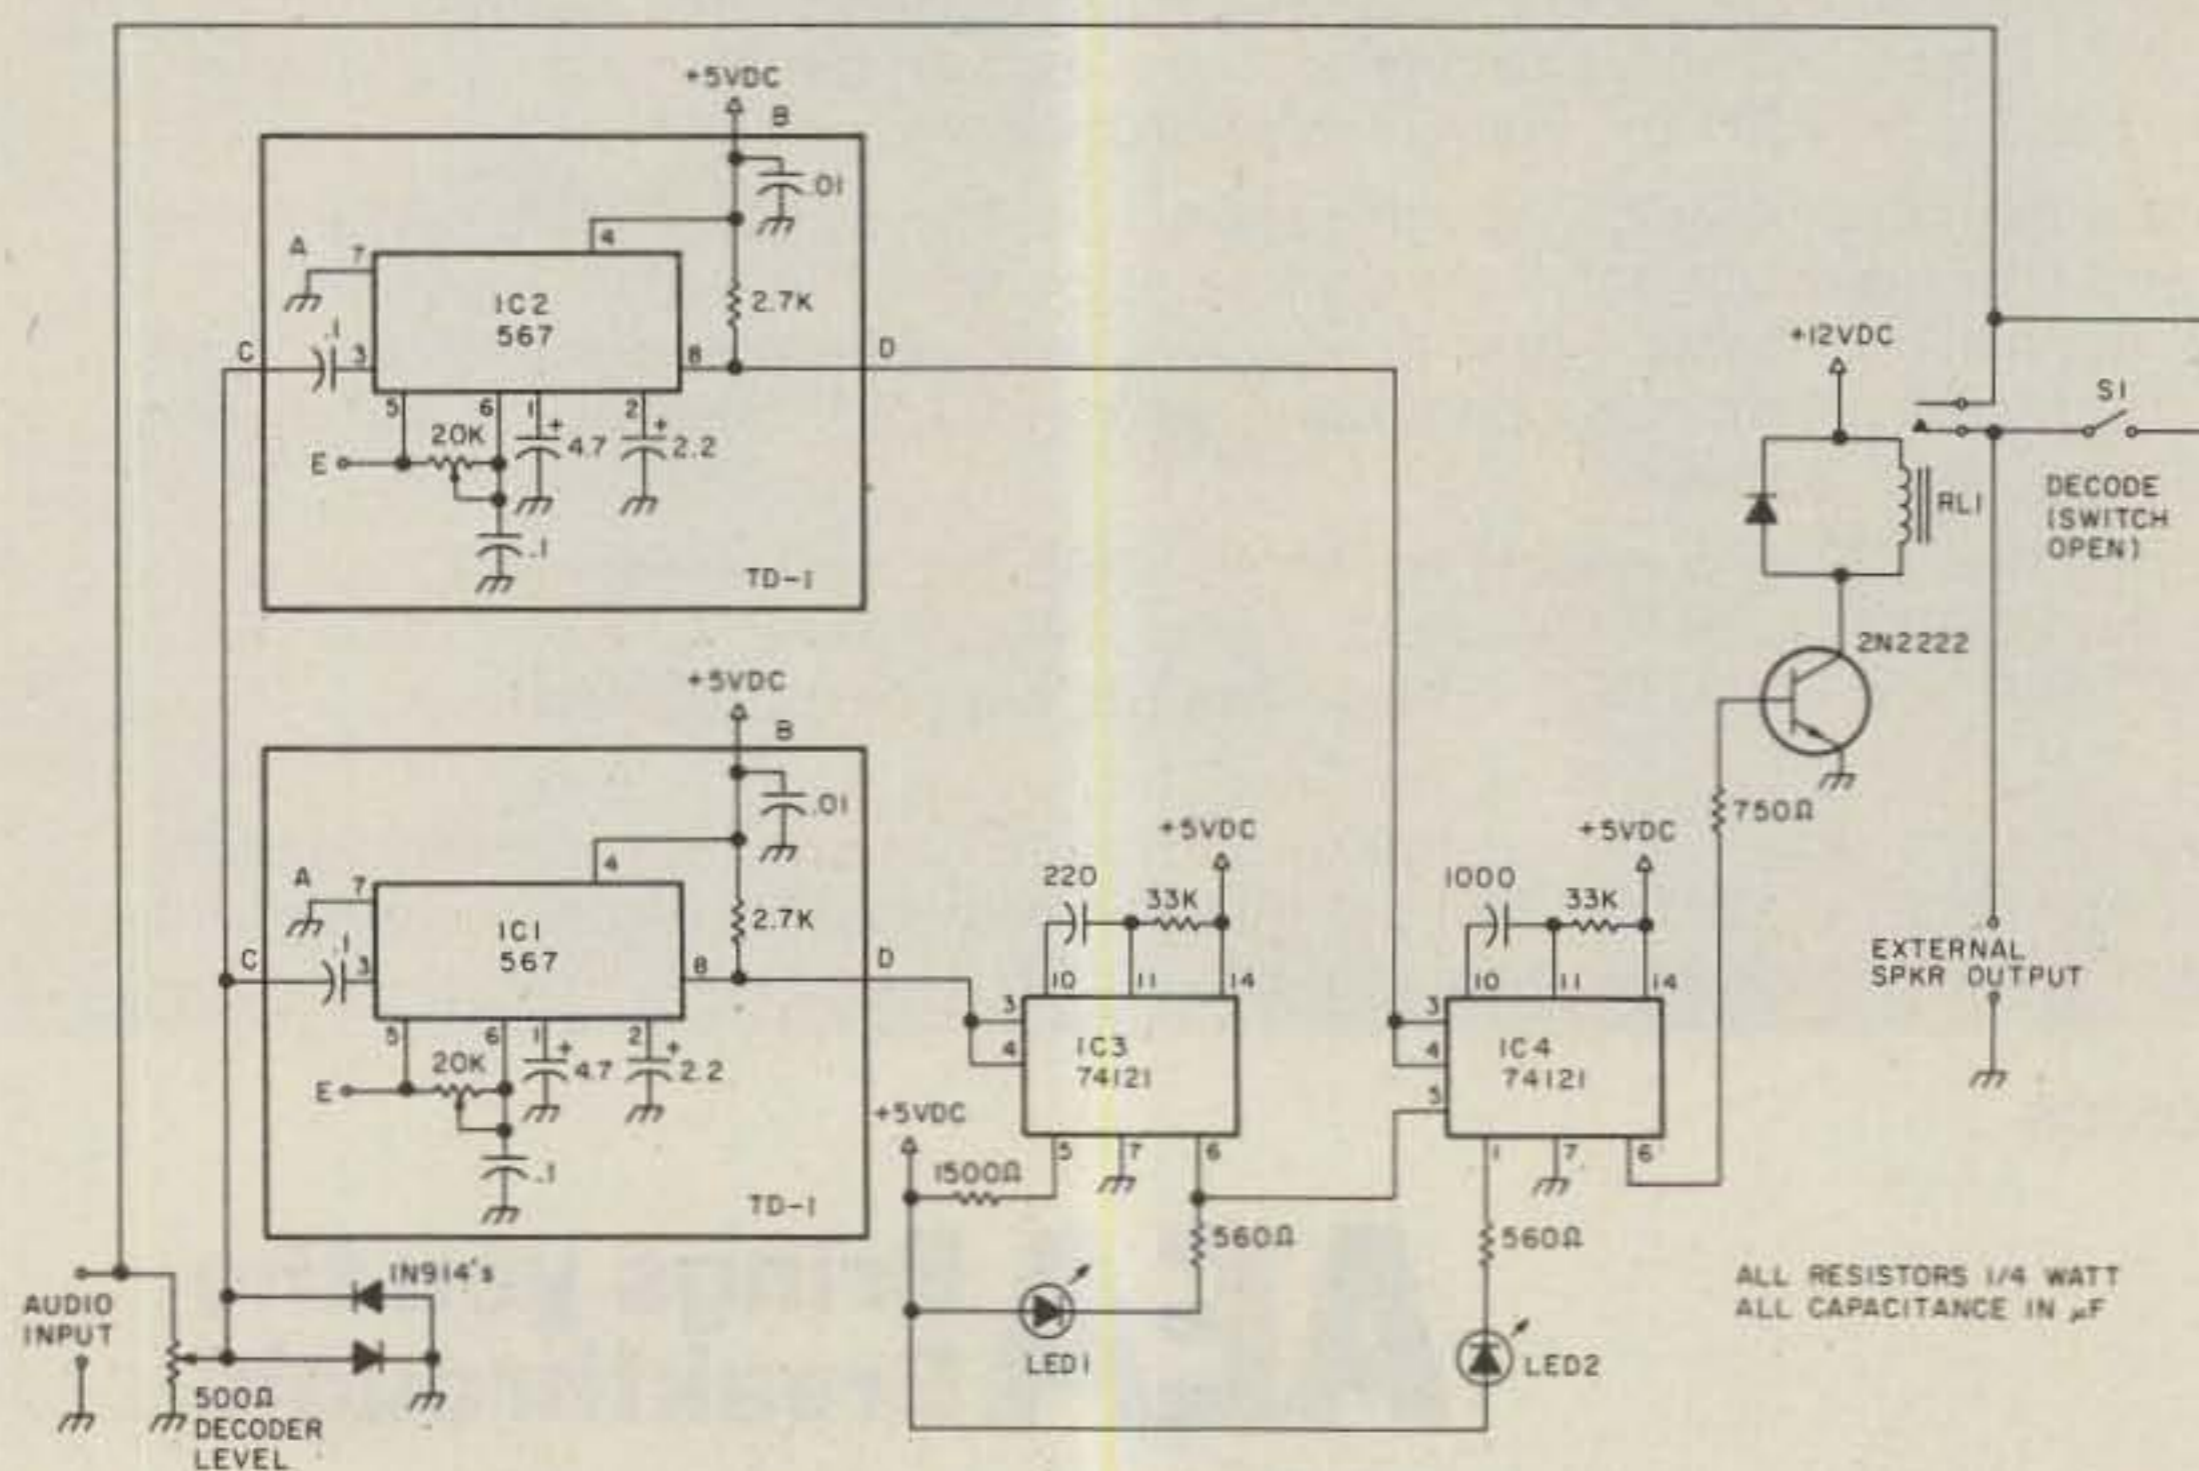 +5VDC
B
.01
4
A
7
IC2
567
2.7K
C
.1
3
8
D
5
6
1
2
20K
+
4.7
+
2.2
E
.1
TD-1
+12VDC
S1
RL1
DECODE
(SWITCH
OPEN)
2N2222
750Ω
+5VDC
B
.01
4
A
7
IC1
567
2.7K
C
.1
3
8
D
5
6
1
2
20K
+
4.7
+
2.2
E
.1
TD-1
+5VDC
220
33K
10
11
14
3
4
IC3
74121
5
7
6
+5VDC
1500Ω
560Ω
LED1
+5VDC
1000
33K
10
11
14
3
4
5
IC4
74121
1
7
6
560Ω
LED2
EXTERNAL
SPKR OUTPUT
ALL RESISTORS 1/4 WATT
ALL CAPACITANCE IN µF
1N914's
AUDIO
INPUT
500Ω
DECODER
LEVEL